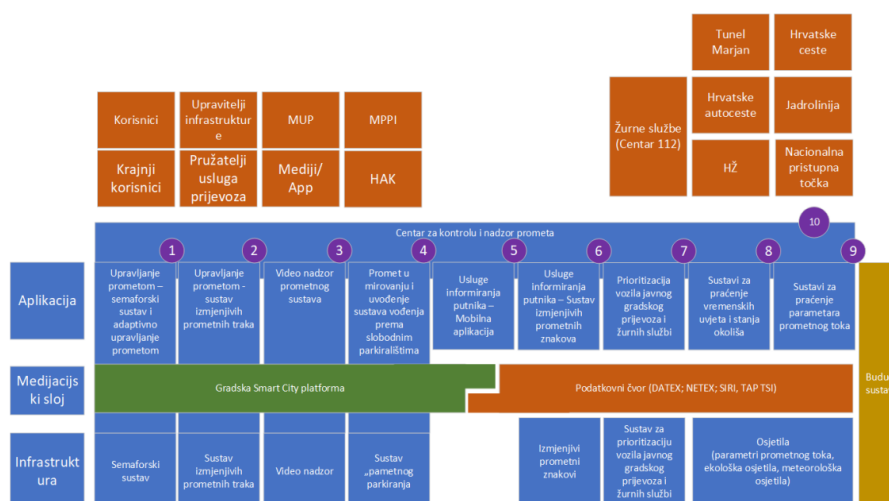 Tunel
Marjan
Hrvatske
ceste
Korisnici
Upravitelji
infrastruktur
e
MUP
MPPI
Žurne službe
(Centar 112)
Hrvatske
autoceste
Jadrolinija
Krajnji
korisnici
Pružatelji
usluga
prijevoza
Mediji/
App
HAK
HŽ
Nacionalna
pristupna
točka
Centar za kontrolu i nadzor prometa
10
1
2
3
4
5
6
7
8
9
Aplikacija
Upravljanje
prometom –
semaforski
sustav i
adaptivno
upravljanje
prometom
Upravljanje
prometom -
sustav
izmjenjivih
prometnih traka
Video nadzor
prometnog
sustava
Promet u
mirovanju i
uvođenje
sustava vođenja
prema
slobodnim
parkiralištima
Usluge
informiranja
putnika –
Mobilna
aplikacija
Usluge
informiranja
putnika – Sustav
izmjenjivih
prometnih
znakova
Prioritizacija
vozila javnog
gradskog
prijevoza i
žurnih službi
Sustavi za
praćenje
vremenskih
uvjeta i stanja
okoliša
Sustavi za
praćenje
parametara
prometnog toka
Medijacijs
ki sloj
Gradska Smart City platforma
Podatkovni čvor (DATEX; NETEX; SIRI, TAP TSI)
Budu
sustav
Infrastrukt
ura
Semaforski
sustav
Sustav
izmjenjivih
prometnih traka
Video nadzor
Sustav
„pametnog
parkiranja
Izmjenjivi
prometni
znakovi
Sustav za
prioritizaciju
vozila javnog
gradskog
prijevoza i
žurnih službi
Osjetila
(parametri prometnog toka,
ekološka osjetila, meteorološka
osjetila)